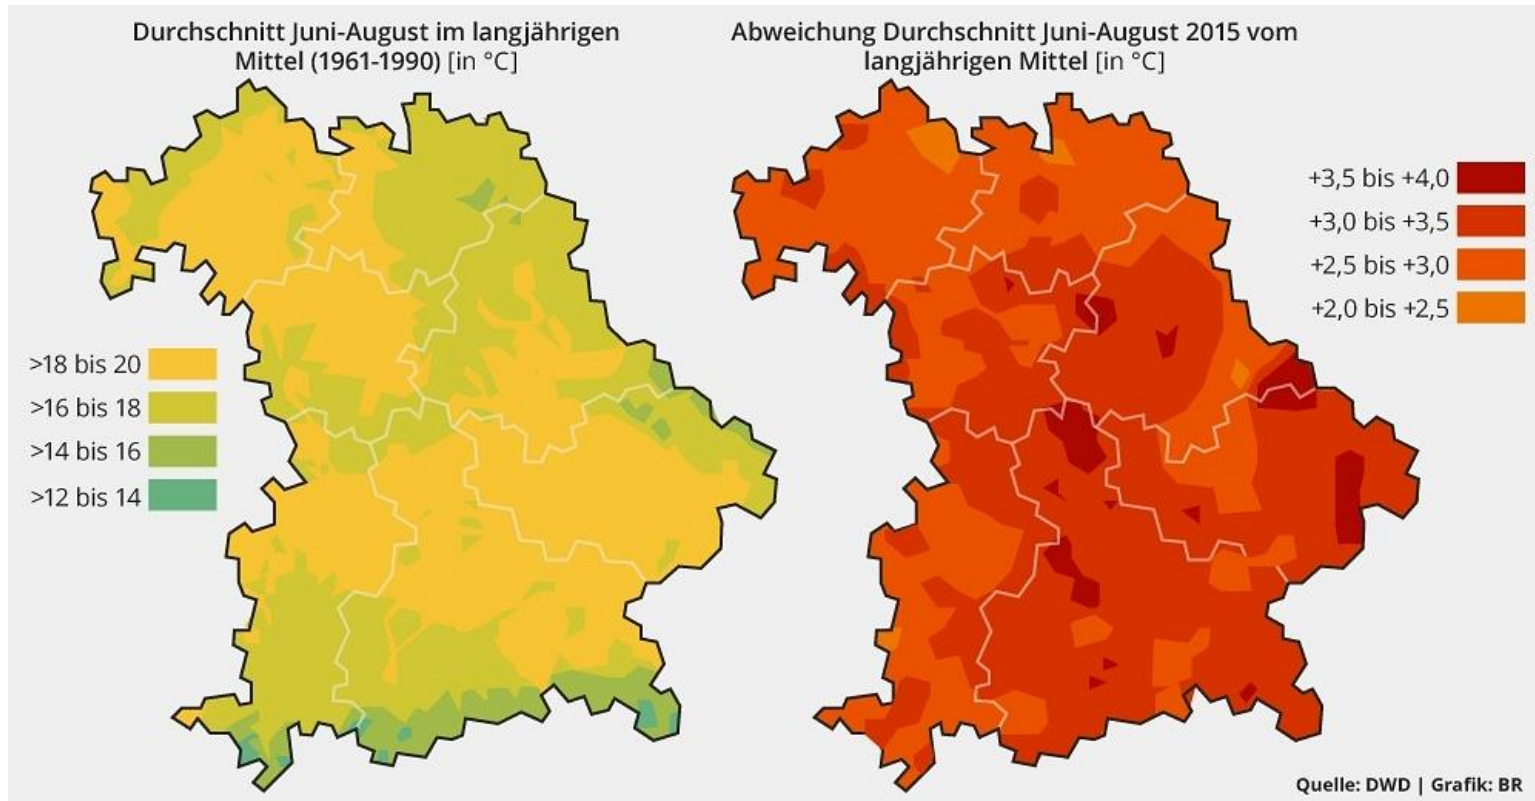 Durchschnitt Juni-August im langjährigen
Mittel (1961-1990) [in °C]
Abweichung Durchschnitt Juni-August 2015 vom
langjährigen Mittel [in °C]
>18 bis 20
>16 bis 18
>14 bis 16
>12 bis 14
+3,5 bis +4,0
+3,0 bis +3,5
+2,5 bis +3,0
+2,0 bis +2,5
Quelle: DWD | Grafik: BR